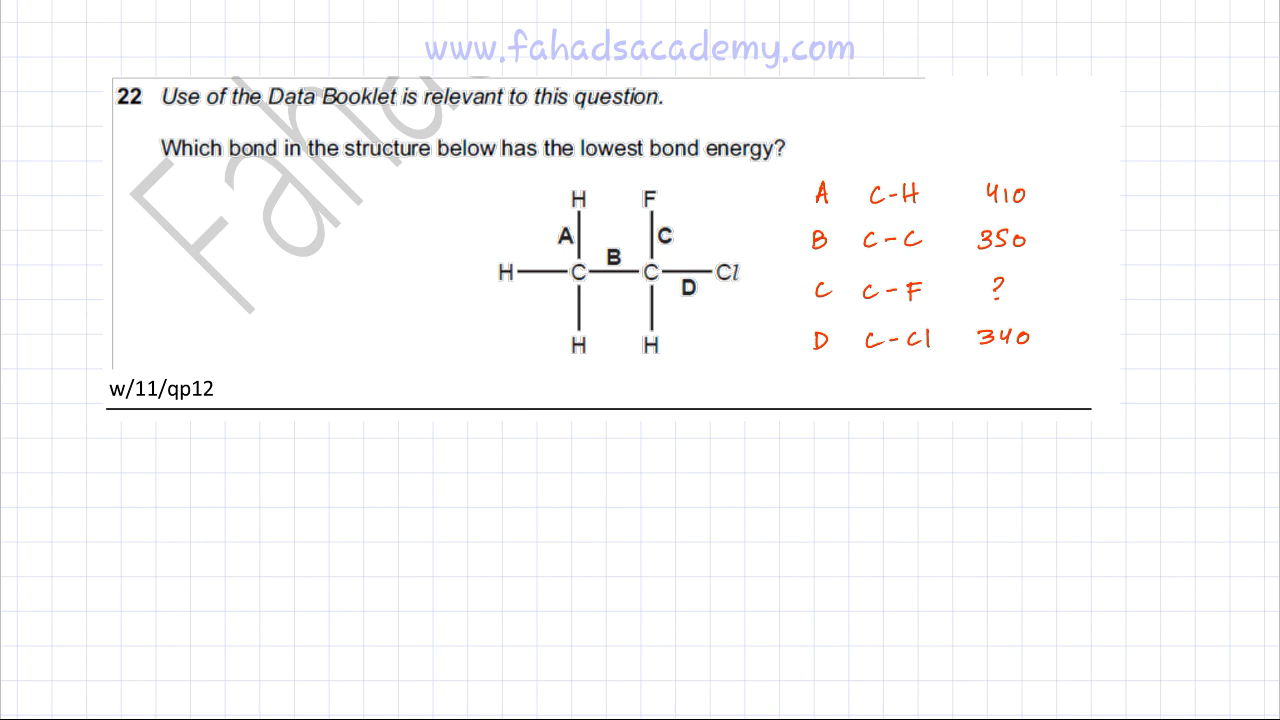 www.fahadsacademy.com
Faha
22 Use of the Data Booklet is relevant to this question.
Which bond in the structure below has the lowest bond energy?
H F
A C
B
H C C Cl
D
H H
A C-H 410
B C-C 350
C C-F ?
D C-Cl 340
w/11/qp12